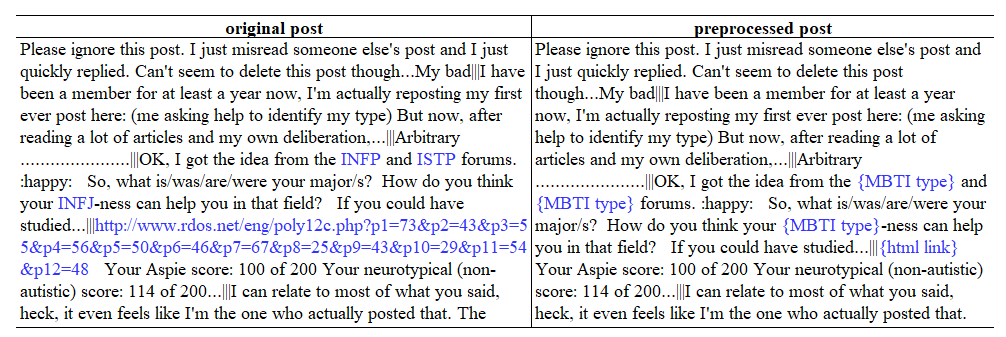 original post
Please ignore this post. I just misread someone else's post and I just
quickly replied. Can't seem to delete this post though...My bad|||I have
been a member for at least a year now, I'm actually reposting my first
ever post here: (me asking help to identify my type) But now, after
reading a lot of articles and my own deliberation,...|||Arbitrary
......................|||OK, I got the idea from the INFP and ISTP forums.
:happy:   So, what is/was/are/were your major/s?  How do you think
your INFJ-ness can help you in that field?   If you could have
studied...|||http://www.rdos.net/eng/poly12c.php?p1=73&p2=43&p3=5
5&p4=56&p5=50&p6=46&p7=67&p8=25&p9=43&p10=29&p11=54
&p12=48   Your Aspie score: 100 of 200 Your neurotypical (non-
autistic) score: 114 of 200...|||I can relate to most of what you said,
heck, it even feels like I'm the one who actually posted that. The
preprocessed post
Please ignore this post. I just misread someone else's post and
I just quickly replied. Can't seem to delete this post
though...My bad|||I have been a member for at least a year
now, I'm actually reposting my first ever post here: (me asking
help to identify my type) But now, after reading a lot of
articles and my own deliberation,...|||Arbitrary
......................|||OK, I got the idea from the {MBTI type} and
{MBTI type} forums. :happy:   So, what is/was/are/were your
major/s?  How do you think your {MBTI type}-ness can help
you in that field?   If you could have studied...|||{html link}
Your Aspie score: 100 of 200 Your neurotypical (non-autistic)
score: 114 of 200...|||I can relate to most of what you said,
heck, it even feels like I'm the one who actually posted that.